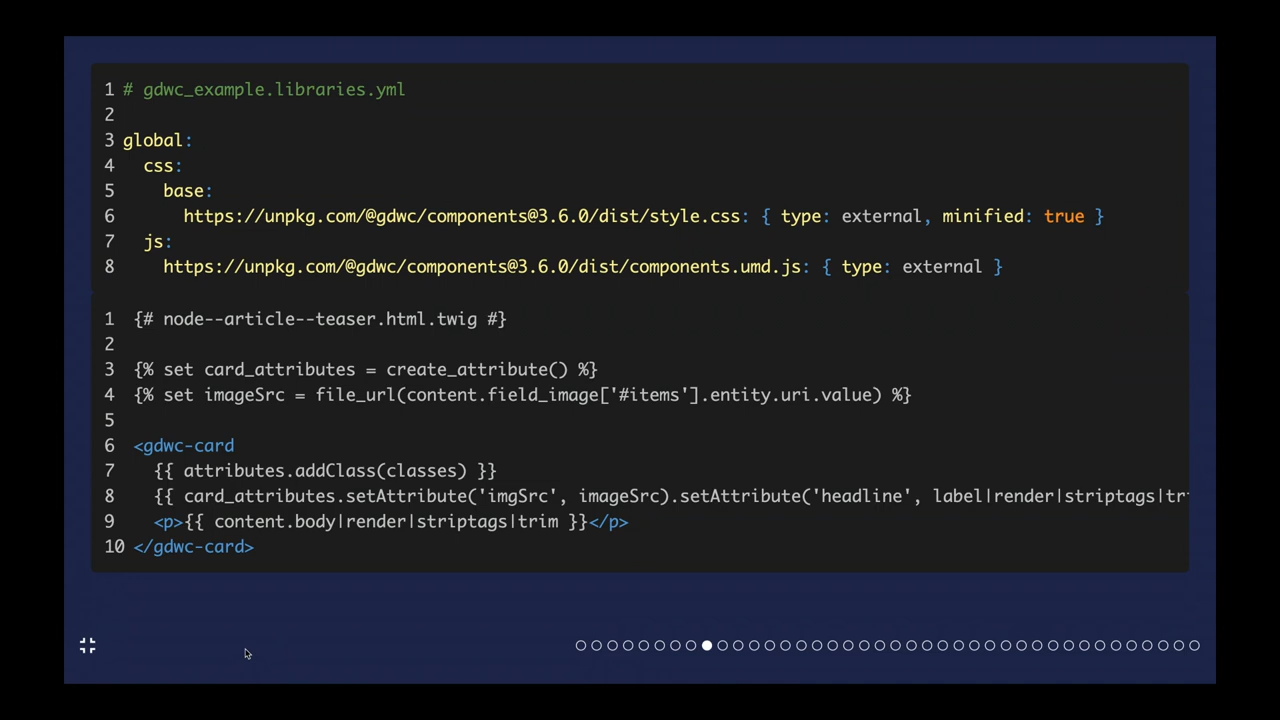 1 # gdwc_example.libraries.yml
2
3 global:
4   css:
5     base:
6       https://unpkg.com/@gdwc/components@3.6.0/dist/style.css: { type: external, minified: true }
7   js:
8     https://unpkg.com/@gdwc/components@3.6.0/dist/components.umd.js: { type: external }
1 {# node--article--teaser.html.twig #}
2
3 {% set card_attributes = create_attribute() %}
4 {% set imageSrc = file_url(content.field_image['#items'].entity.uri.value) %}
5
6 <gdwc-card
7   {{ attributes.addClass(classes) }}
8   {{ card_attributes.setAttribute('imgSrc', imageSrc).setAttribute('headline', label|render|striptags|
9   <p>{{ content.body|render|striptags|trim }}</p>
10 </gdwc-card>